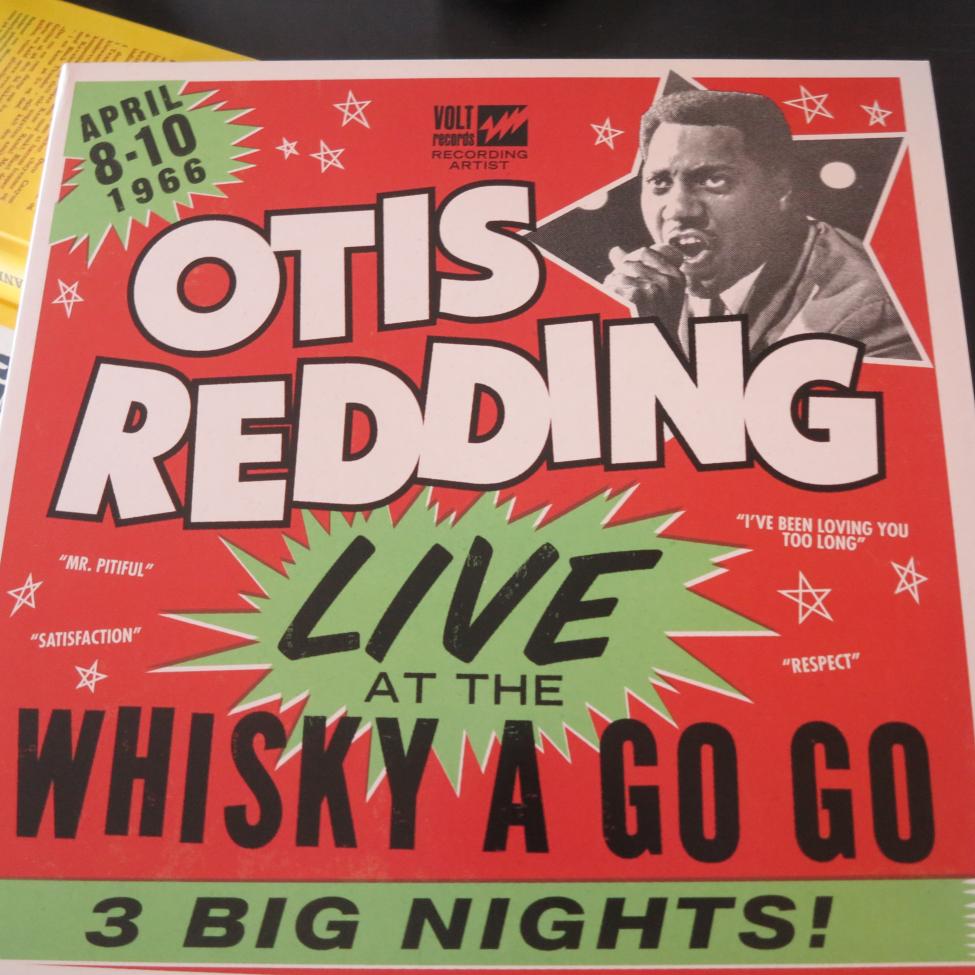 APRIL
8-10
1966
VOLT
records
RECORDING
ARTIST
OTIS
REDDING
"MR. PITIFUL"
"SATISFACTION"
LIVE
AT THE
"I'VE BEEN LOVING YOU
TOO LONG"
"RESPECT"
WHISKY A GO GO
3 BIG NIGHTS!